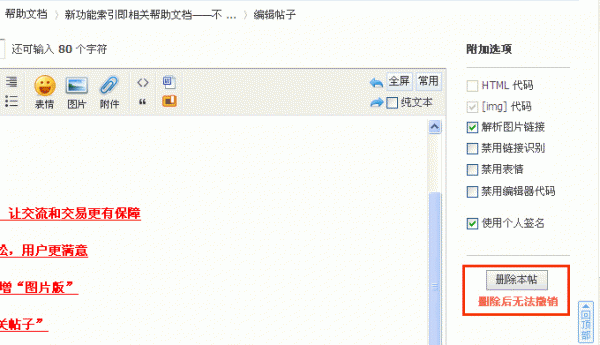 帮助文档 〉 新功能索引即相关帮助文档——不 ... 〉 编辑帖子
还可输入 80 个字符
附加选项
全屏 常用
表情 图片 附件
纯文本
HTML 代码
[img] 代码
解析图片链接
禁用链接识别
禁用表情
禁用编辑器代码
使用个人签名
让交流和交易更有保障
松，用户更满意
增“图片版”
关帖子”
删除本帖
删除后无法撤销
回顶部